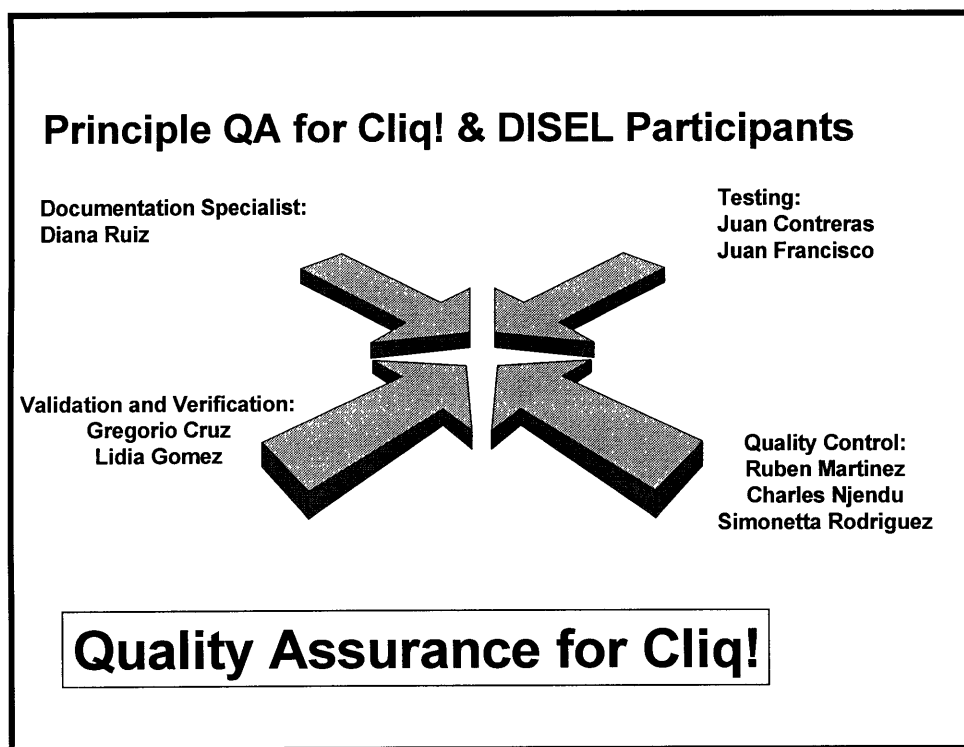 Principle QA for Cliq! & DISEL Participants
Documentation Specialist:
Diana Ruiz
Testing:
Juan Contreras
Juan Francisco
Validation and Verification:
Gregorio Cruz
Lidia Gomez
Quality Control:
Ruben Martinez
Charles Njendu
Simonetta Rodriguez
Quality Assurance for Cliq!